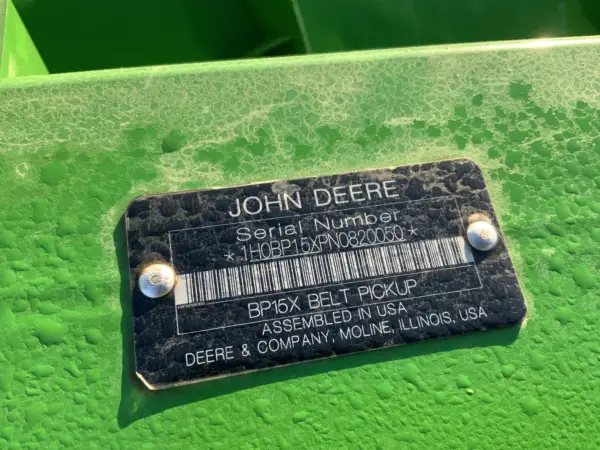 JOHN DEERE
Serial Number
*1H0BP15XPN0820050*
BP15X BELT PICKUP
ASSEMBLED IN USA
DEERE & COMPANY, MOLINE, ILLINOIS, USA